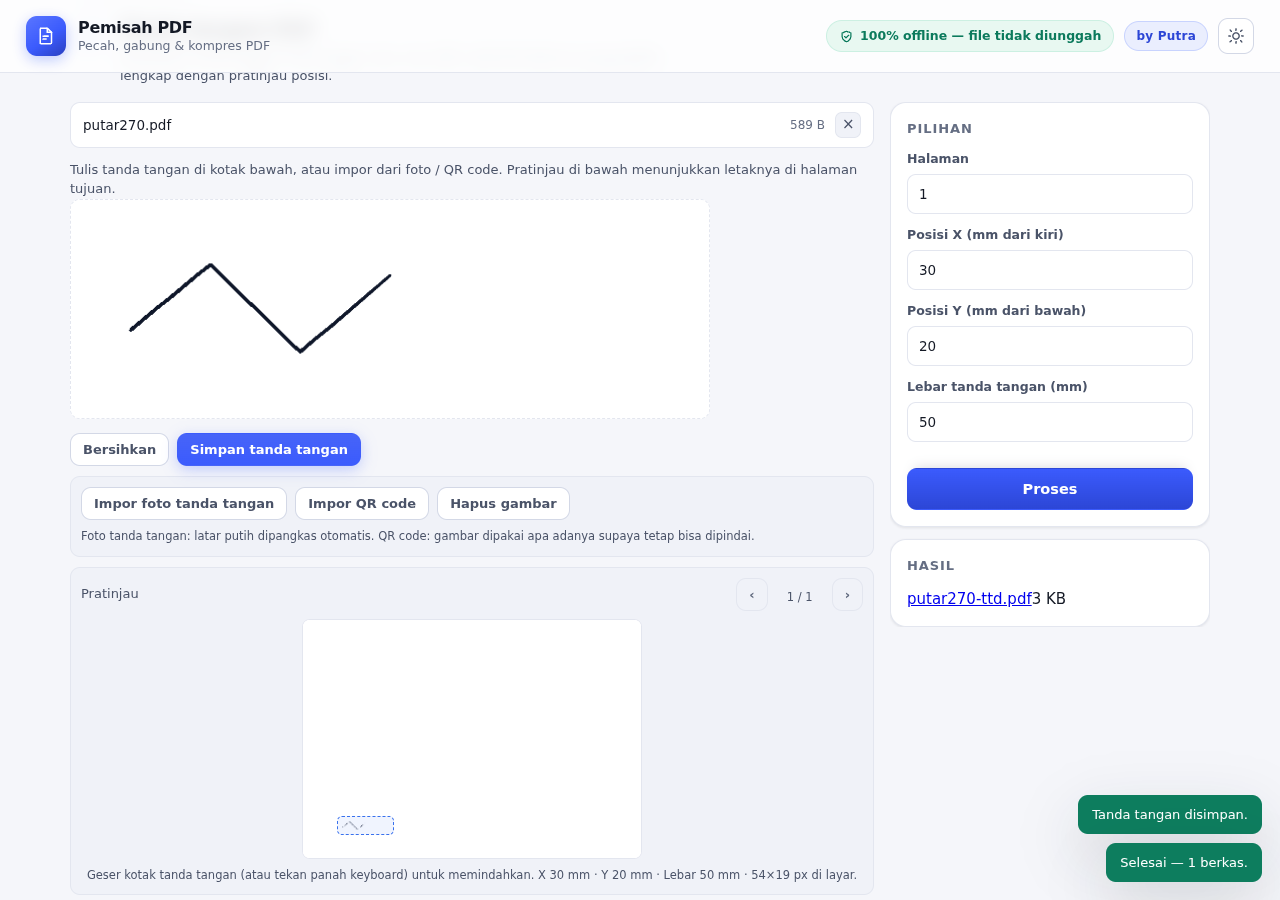 Pemisah PDF
Pecah, gabung & kompres PDF
100% offline — file tidak diunggah
by Putra
lengkap dengan pratinjau posisi.
putar270.pdf
589 B
×
Tulis tanda tangan di kotak bawah, atau impor dari foto / QR code. Pratinjau di bawah menunjukkan letaknya di halaman
tujuan.
Bersihkan
Simpan tanda tangan
Impor foto tanda tangan
Impor QR code
Hapus gambar
Foto tanda tangan: latar putih dipangkas otomatis. QR code: gambar dipakai apa adanya supaya tetap bisa dipindai.
Pratinjau
‹
1 / 1
›
Geser kotak tanda tangan (atau tekan panah keyboard) untuk memindahkan. X 30 mm · Y 20 mm · Lebar 50 mm · 54×19 px di layar.
PILIHAN
Halaman
1
Posisi X (mm dari kiri)
30
Posisi Y (mm dari bawah)
20
Lebar tanda tangan (mm)
50
Proses
HASIL
putar270-ttd.pdf3 KB
Tanda tangan disimpan.
Selesai — 1 berkas.